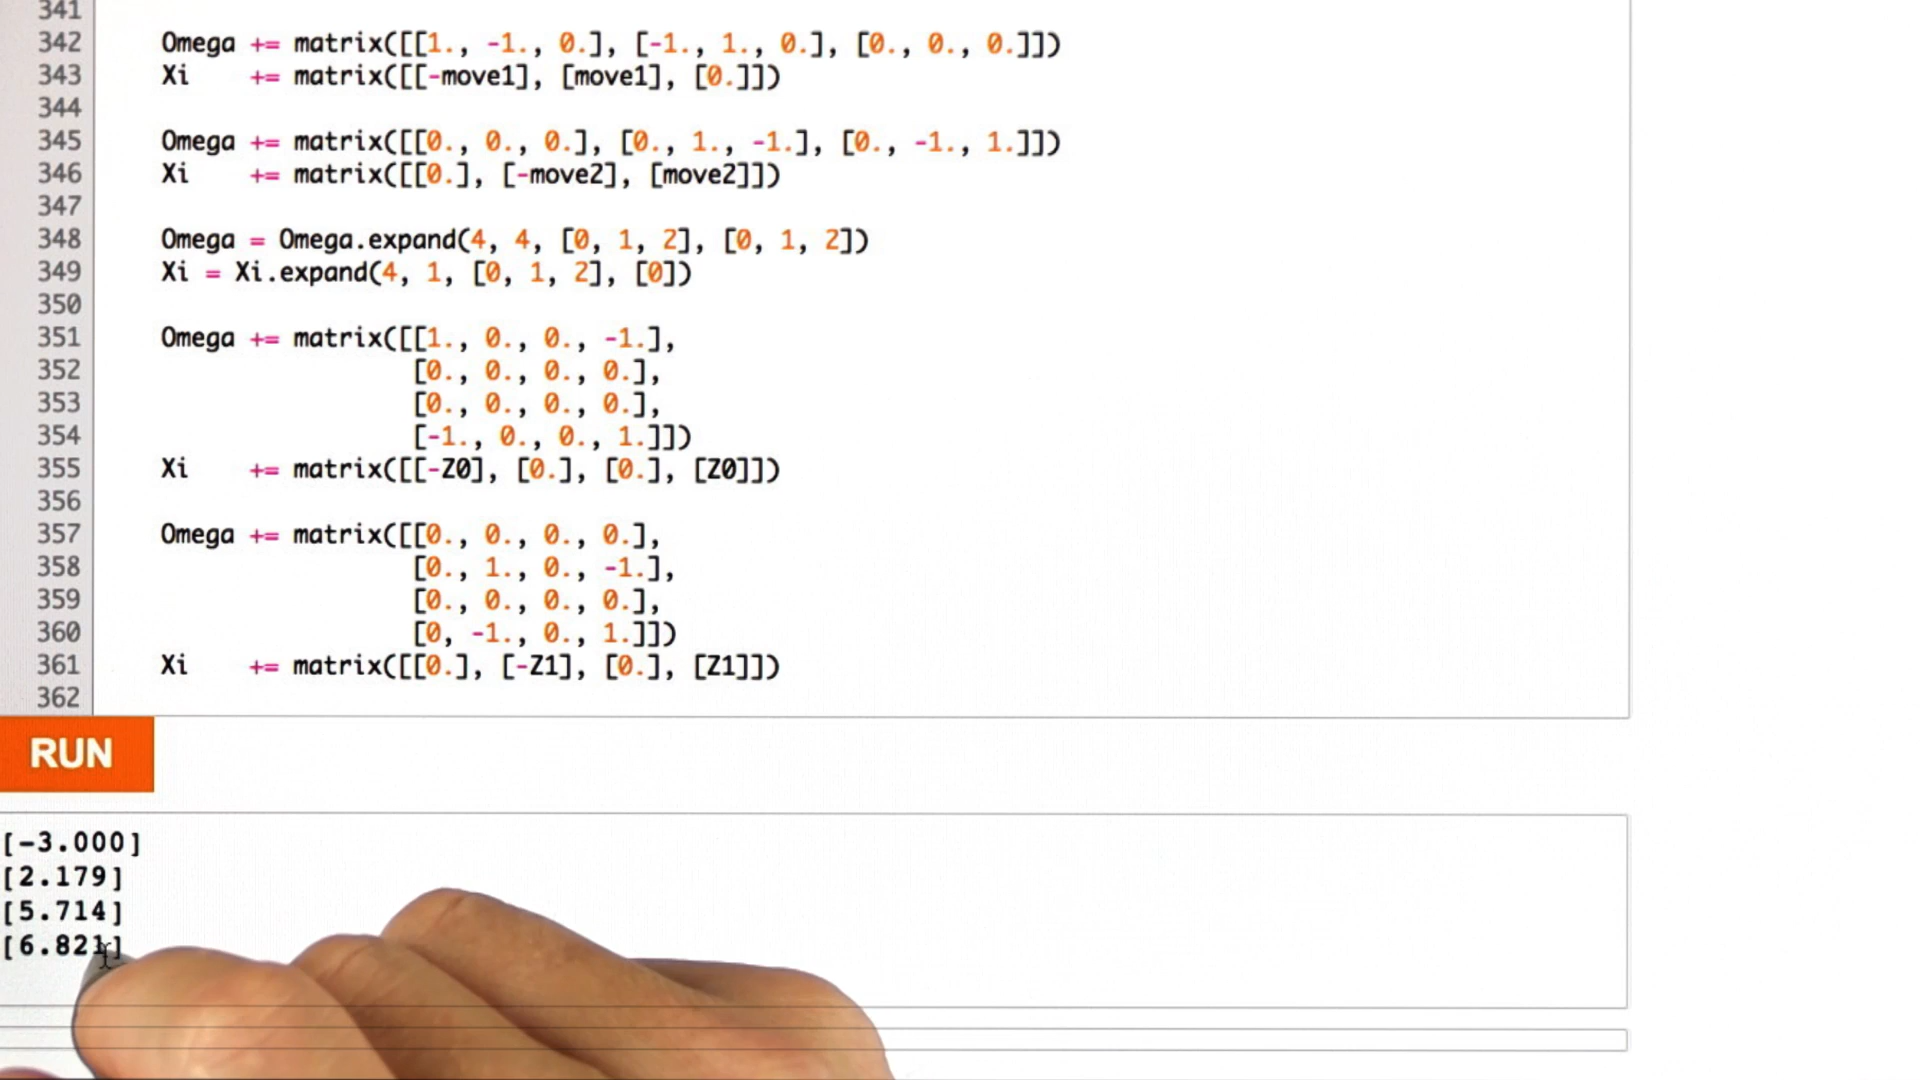 341
342 Omega += matrix([[1., -1., 0.], [-1., 1., 0.], [0., 0., 0.]])
343 Xi    += matrix([[-move1], [move1], [0.]])
344
345 Omega += matrix([[0., 0., 0.], [0., 1., -1.], [0., -1., 1.]])
346 Xi    += matrix([[0.], [-move2], [move2]])
347
348 Omega = Omega.expand(4, 4, [0, 1, 2], [0, 1, 2])
349 Xi = Xi.expand(4, 1, [0, 1, 2], [0])
350
351 Omega += matrix([[1., 0., 0., -1.],
352 [0., 0., 0., 0.],
353 [0., 0., 0., 0.],
354 [-1., 0., 0., 1.]])
355 Xi    += matrix([[-Z0], [0.], [0.], [Z0]])
356
357 Omega += matrix([[0., 0., 0., 0.],
358 [0., 1., 0., -1.],
359 [0., 0., 0., 0.],
360 [0, -1., 0., 1.]])
361 Xi    += matrix([[0.], [-Z1], [0.], [Z1]])
362
RUN
[-3.000]
[2.179]
[5.714]
[6.821]